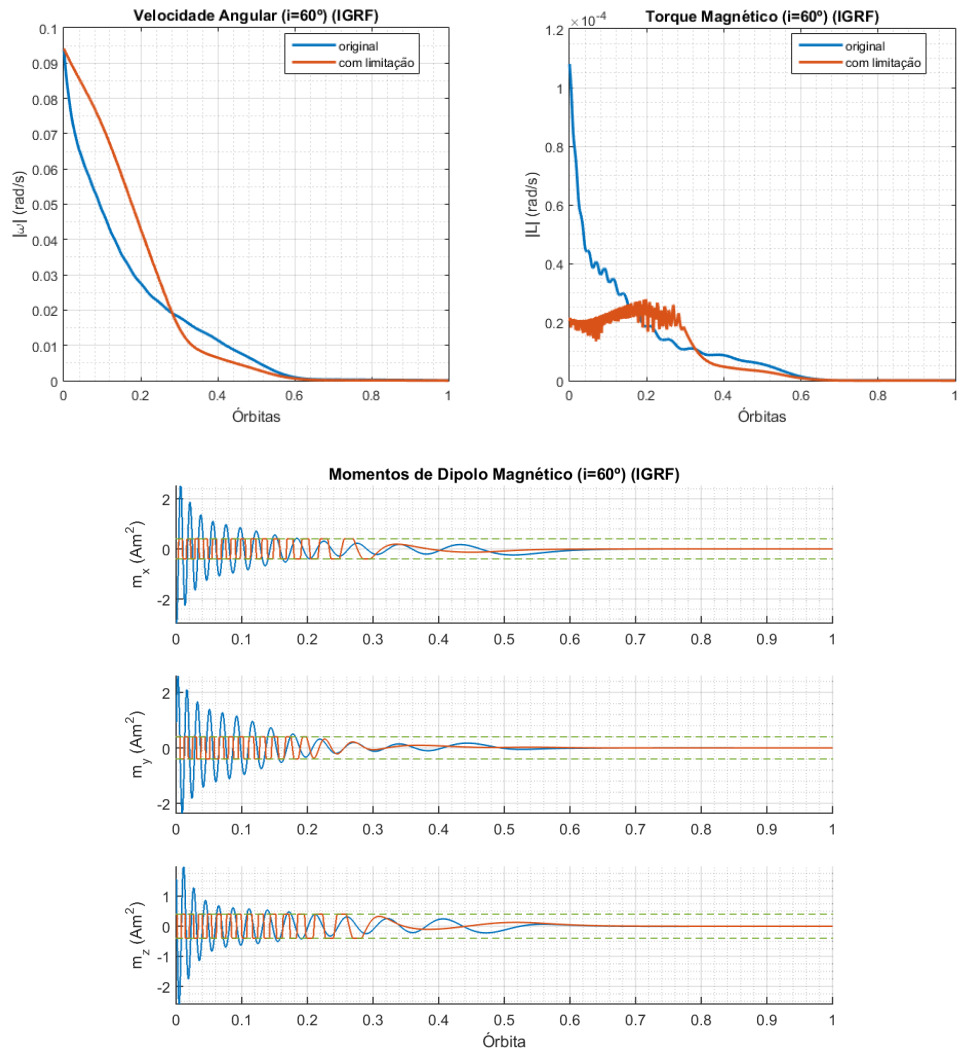 Velocidade Angular (i=60º) (IGRF)
0.1
0.09
0.08
0.07
0.06
0.05
0.04
0.03
0.02
0.01
0
|ω| (rad/s)
original
com limitação
0 0.2 0.4 0.6 0.8 1
Órbitas
Torque Magnético (i=60º) (IGRF)
×10⁻⁴
1.2
1
0.8
0.6
0.4
0.2
0
|L| (rad/s)
original
com limitação
0 0.2 0.4 0.6 0.8 1
Órbitas
Momentos de Dipolo Magnético (i=60º) (IGRF)
2
0
-2
m_x (Am²)
0 0.1 0.2 0.3 0.4 0.5 0.6 0.7 0.8 0.9 1
2
0
-2
m_y (Am²)
0 0.1 0.2 0.3 0.4 0.5 0.6 0.7 0.8 0.9 1
1
0
-1
-2
m_z (Am²)
0 0.1 0.2 0.3 0.4 0.5 0.6 0.7 0.8 0.9 1
Órbita